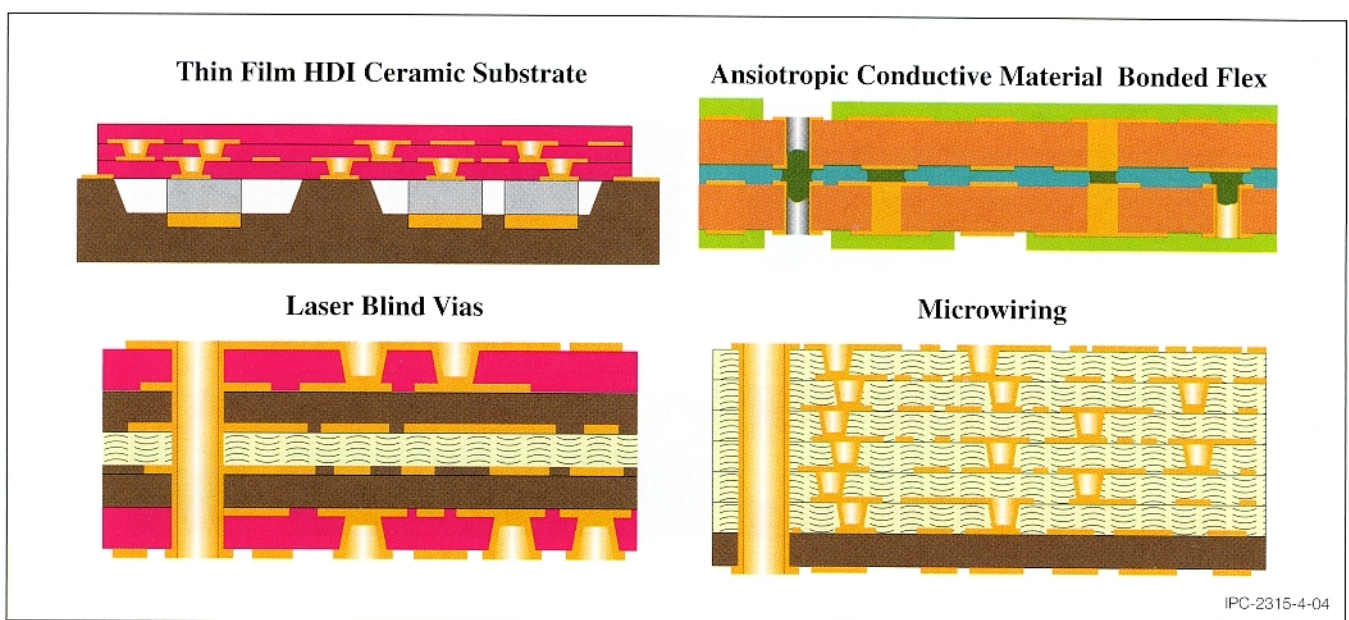 Thin Film HDI Ceramic Substrate
Ansiotropic Conductive Material Bonded Flex
Laser Blind Vias
Microwiring
IPC-2315-4-04